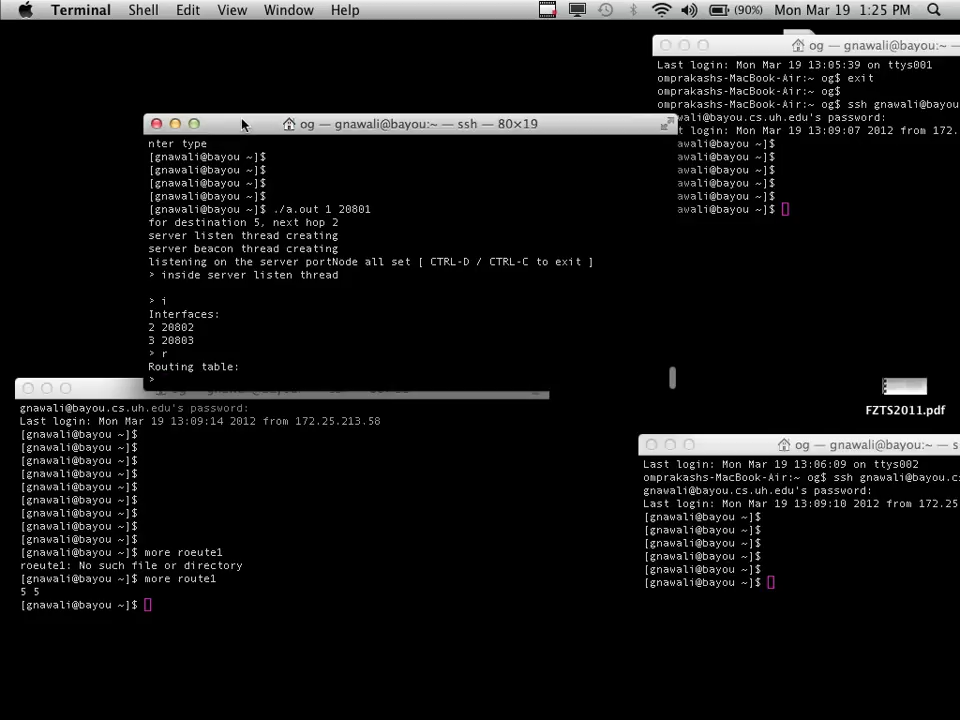 Terminal Shell Edit View Window Help (90%) Mon Mar 19 1:25 PM
og — gnawali@bayou:~ —
Last login: Mon Mar 19 13:05:39 on ttys001
omprakashs-MacBook-Air:~ og$ exit
omprakashs-MacBook-Air:~ og$
omprakashs-MacBook-Air:~ og$ ssh gnawali@bayou
awali@bayou.cs.uh.edu's password:
t login: Mon Mar 19 13:09:07 2012 from 172.
awali@bayou ~]$
awali@bayou ~]$
awali@bayou ~]$
awali@bayou ~]$
awali@bayou ~]$
awali@bayou ~]$
og — gnawali@bayou:~ — ssh — 80×19
nter type
[gnawali@bayou ~]$
[gnawali@bayou ~]$
[gnawali@bayou ~]$
[gnawali@bayou ~]$
[gnawali@bayou ~]$ ./a.out 1 20801
for destination 5, next hop 2
server listen thread creating
server beacon thread creating
listening on the server portNode all set [ CTRL-D / CTRL-C to exit ]
> inside server listen thread
> i
Interfaces:
2 20802
3 20803
> r
Routing table:
>
FZTS2011.pdf
gnawali@bayou.cs.uh.edu's password:
Last login: Mon Mar 19 13:09:14 2012 from 172.25.213.58
[gnawali@bayou ~]$
[gnawali@bayou ~]$
[gnawali@bayou ~]$
[gnawali@bayou ~]$
[gnawali@bayou ~]$
[gnawali@bayou ~]$
[gnawali@bayou ~]$
[gnawali@bayou ~]$
[gnawali@bayou ~]$
[gnawali@bayou ~]$ more roeute1
roeute1: No such file or directory
[gnawali@bayou ~]$ more route1
5 5
[gnawali@bayou ~]$
og — gnawali@bayou:~ — s
Last login: Mon Mar 19 13:06:09 on ttys002
omprakashs-MacBook-Air:~ og$ ssh gnawali@bayou.cs
gnawali@bayou.cs.uh.edu's password:
Last login: Mon Mar 19 13:09:10 2012 from 172.25
[gnawali@bayou ~]$
[gnawali@bayou ~]$
[gnawali@bayou ~]$
[gnawali@bayou ~]$
[gnawali@bayou ~]$
[gnawali@bayou ~]$